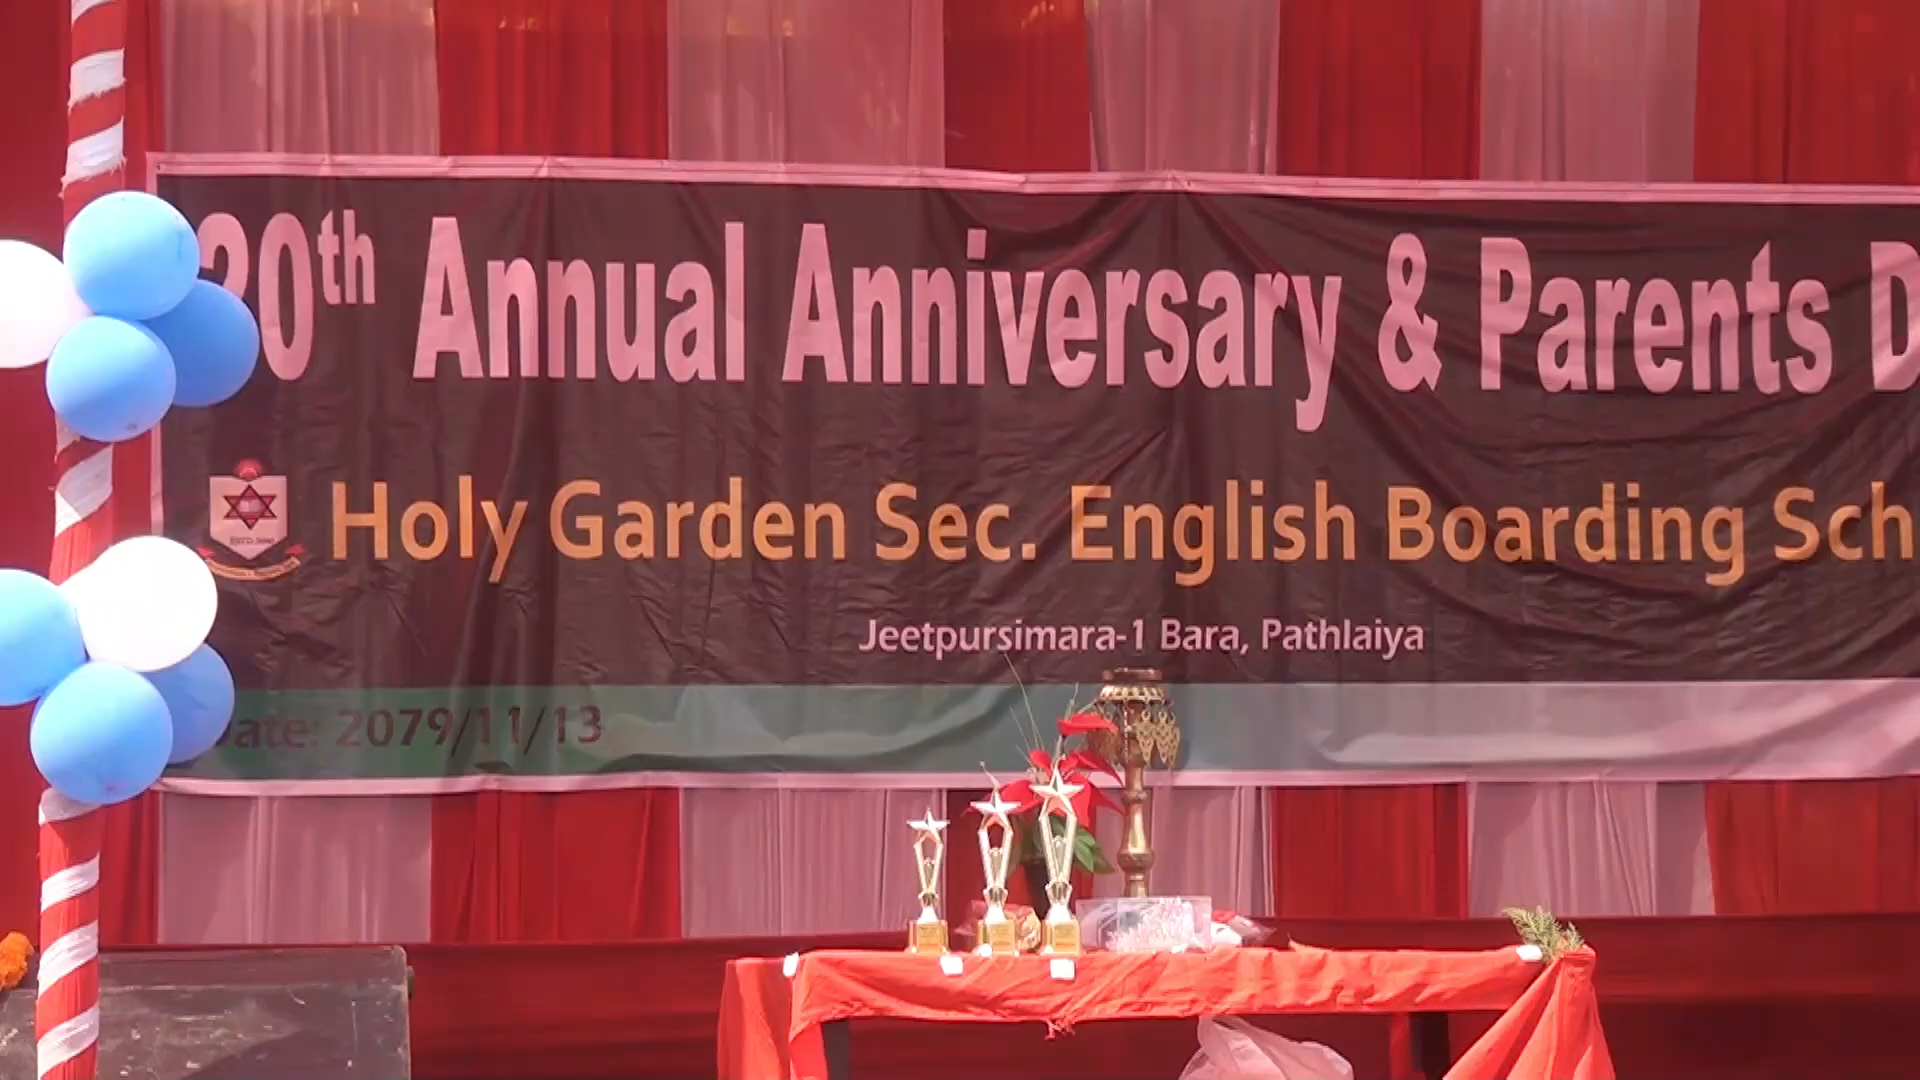 20th Annual Anniversary & Parents D
Holy Garden Sec. English Boarding Sch
Jeetpursimara-1 Bara, Pathlaiya
Date: 2079/11/13